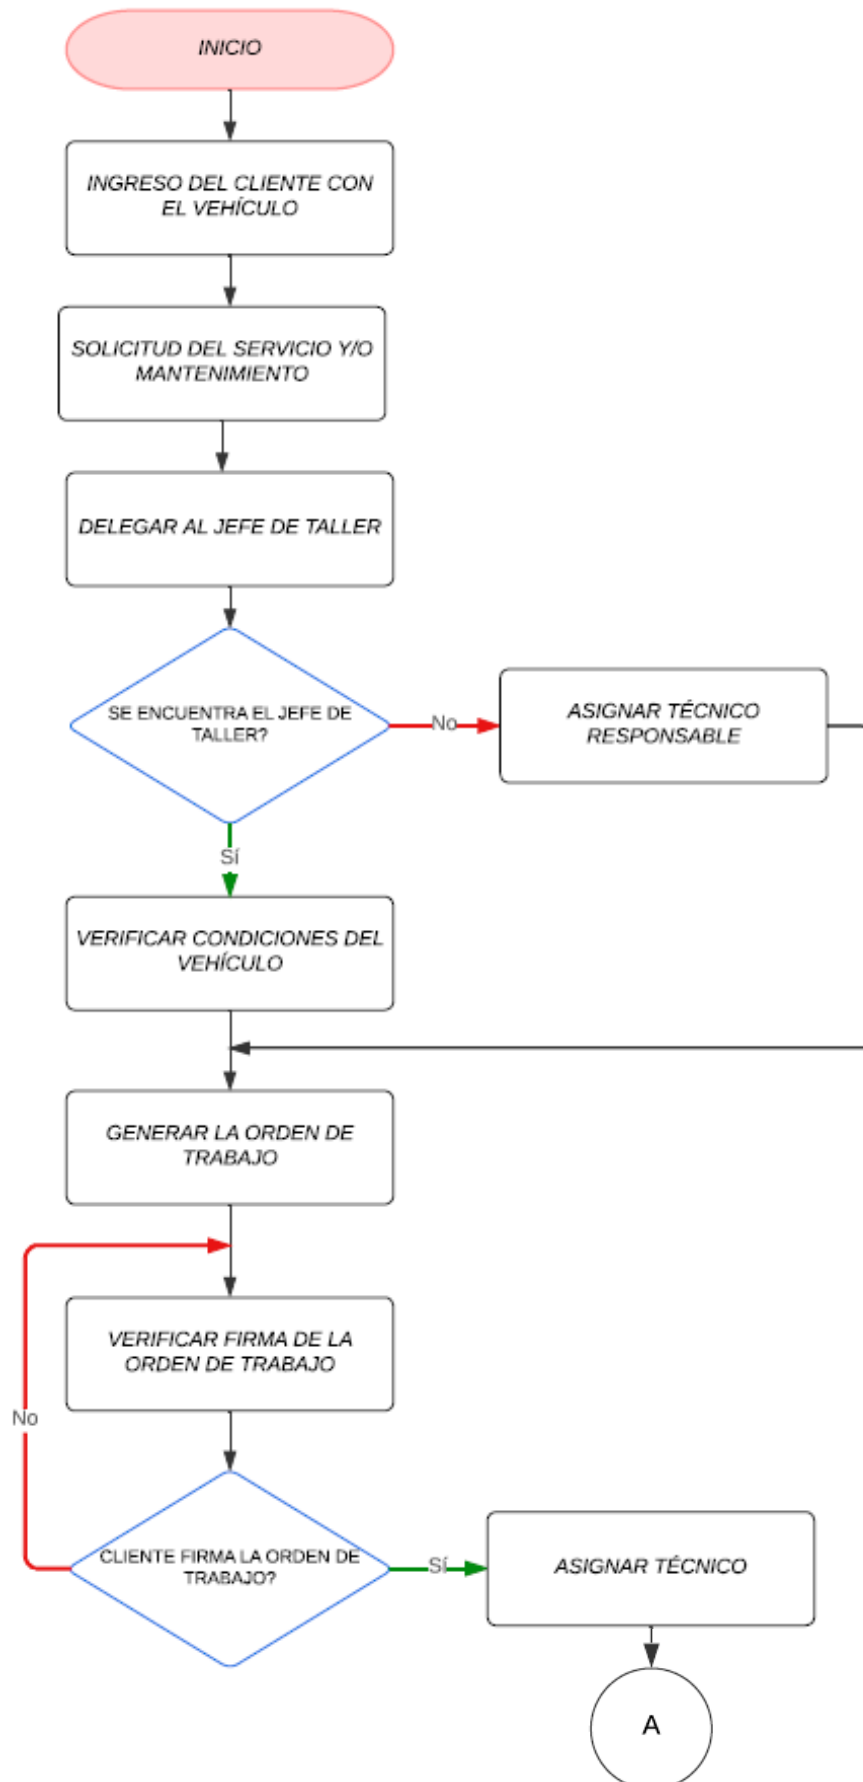 INICIO
INGRESO DEL CLIENTE CON
EL VEHÍCULO
SOLICITUD DEL SERVICIO Y/O
MANTENIMIENTO
DELEGAR AL JEFE DE TALLER
SE ENCUENTRA EL JEFE DE
TALLER?
No
ASIGNAR TÉCNICO
RESPONSABLE
Sí
VERIFICAR CONDICIONES DEL
VEHÍCULO
GENERAR LA ORDEN DE
TRABAJO
VERIFICAR FIRMA DE LA
ORDEN DE TRABAJO
No
CLIENTE FIRMA LA ORDEN DE
TRABAJO?
Sí
ASIGNAR TÉCNICO
A